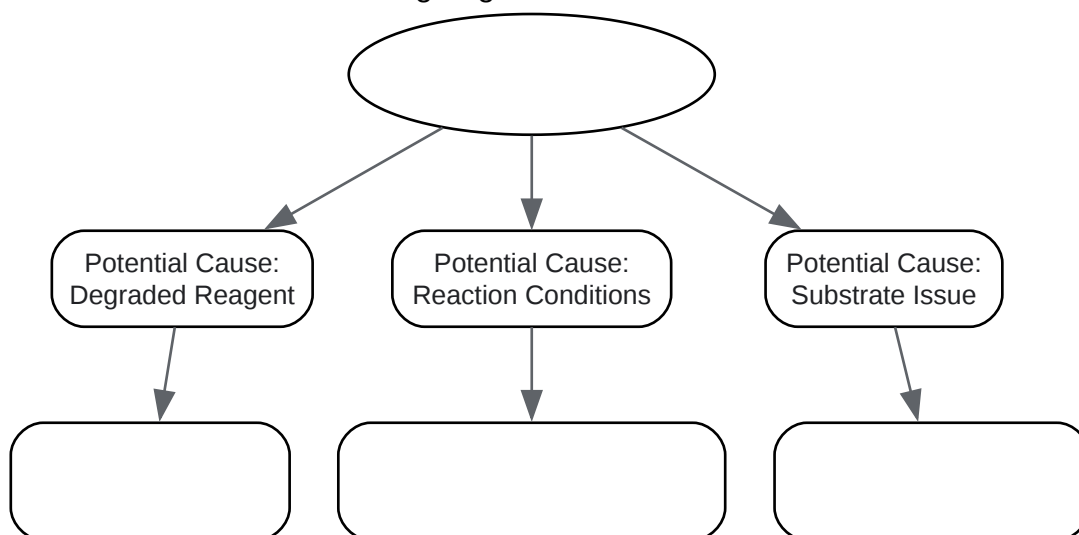 Potential Cause:
Degraded Reagent
Potential Cause:
Reaction Conditions
Potential Cause:
Substrate Issue